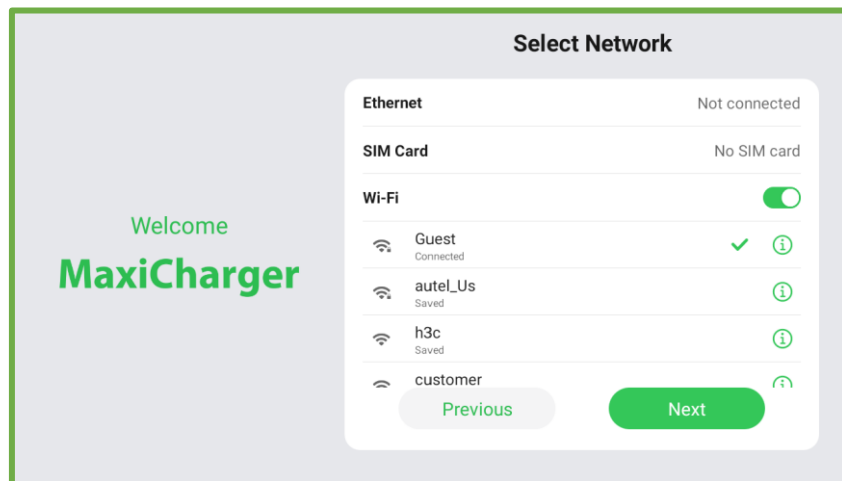 Select Network
Ethernet Not connected
SIM Card No SIM card
Wi-Fi
Welcome
MaxiCharger
Guest
Connected
autel_Us
Saved
h3c
Saved
customer
Previous Next